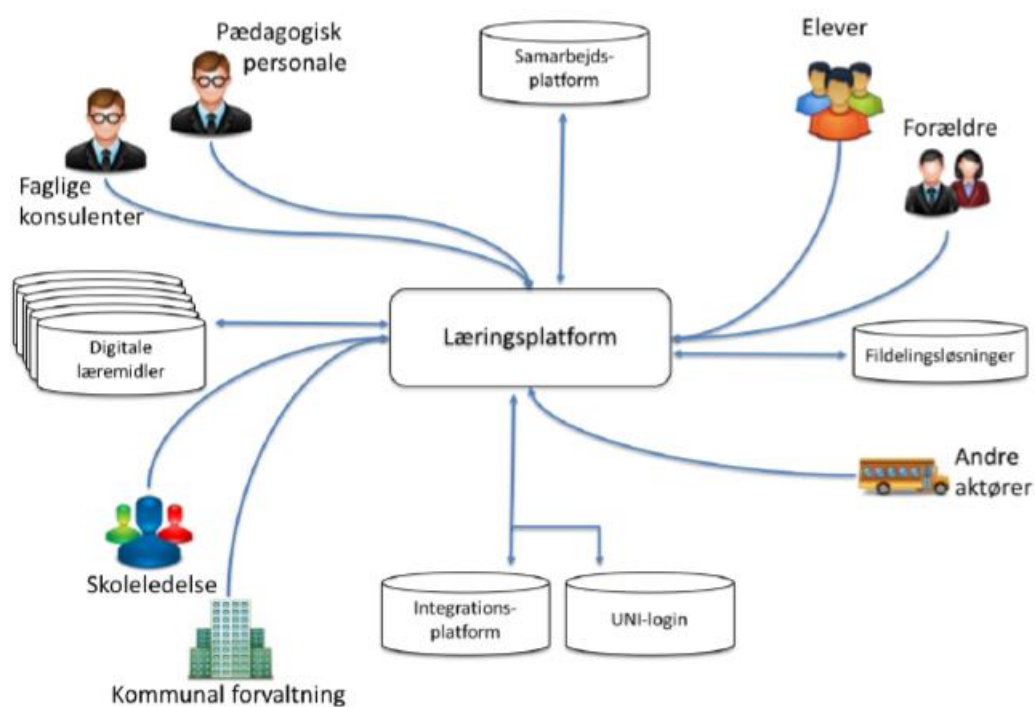 Pædagogisk
personale
Samarbejds-
platform
Elever
Forældre
Faglige
konsulenter
Digitale
læremidler
Læringsplatform
Fildelingsløsninger
Andre
aktører
Skoleledelse
Integrations-
platform
UNI-login
Kommunal forvaltning